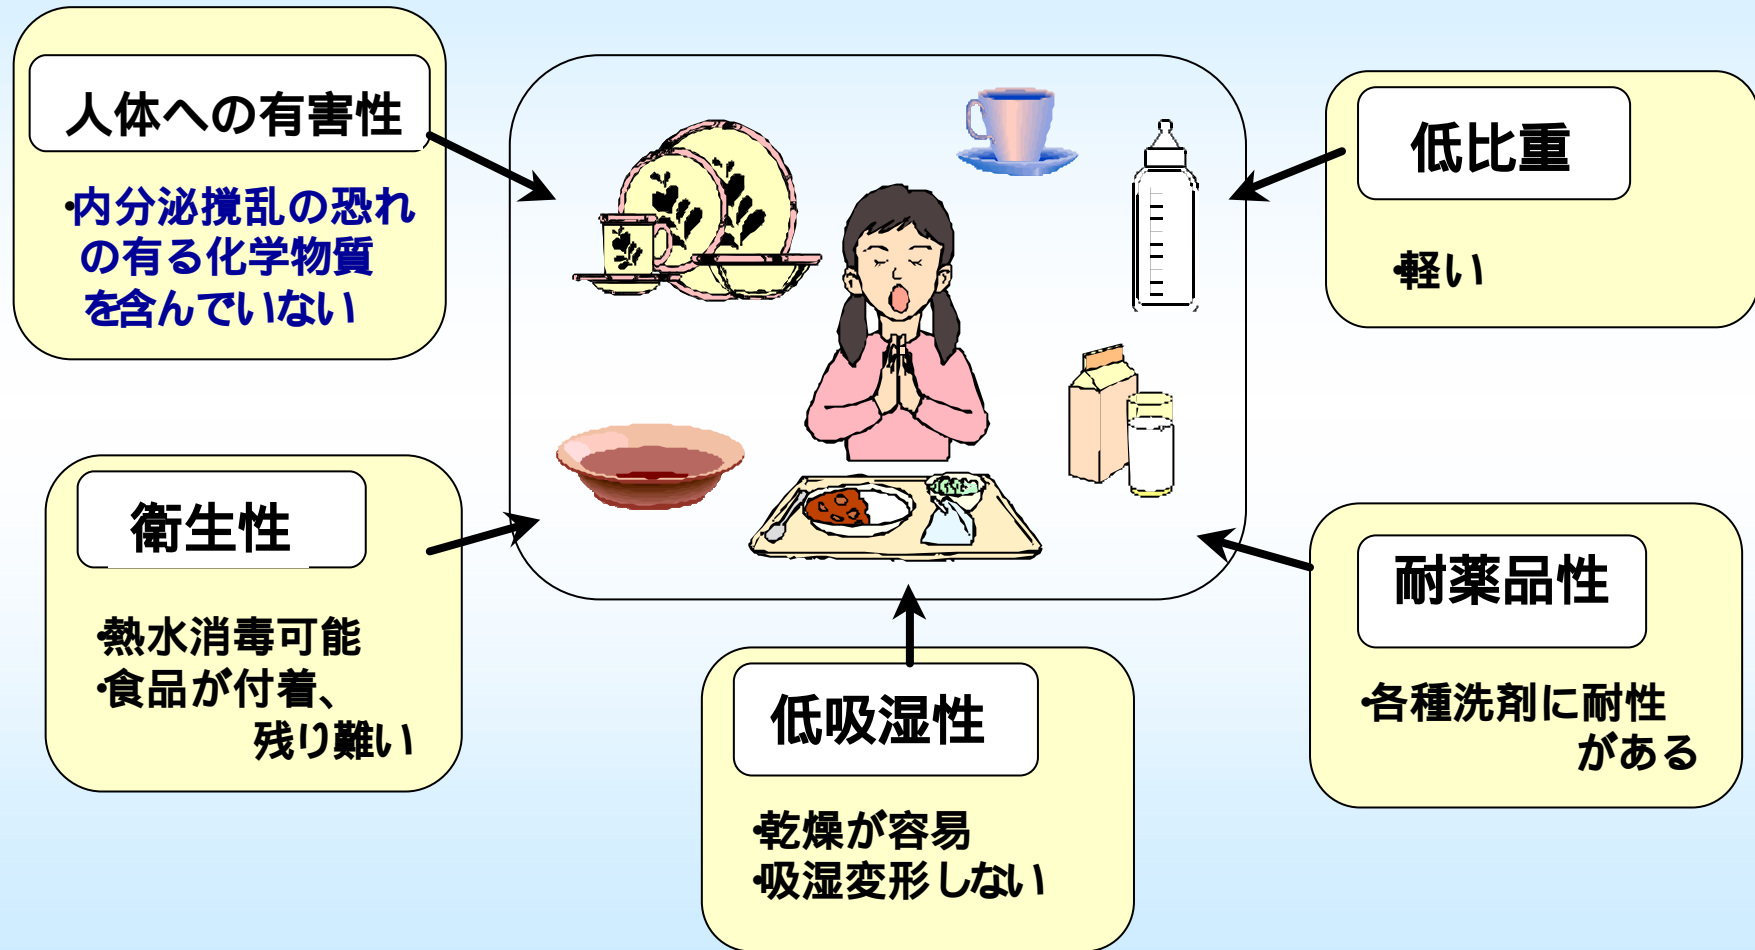 人体への有害性
・内分泌撹乱の恐れ
の有る化学物質
を含んでいない
低比重
・軽い
衛生性
・熱水消毒可能
・食品が付着、
残り難い
低吸湿性
・乾燥が容易
・吸湿変形しない
耐薬品性
・各種洗剤に耐性
がある